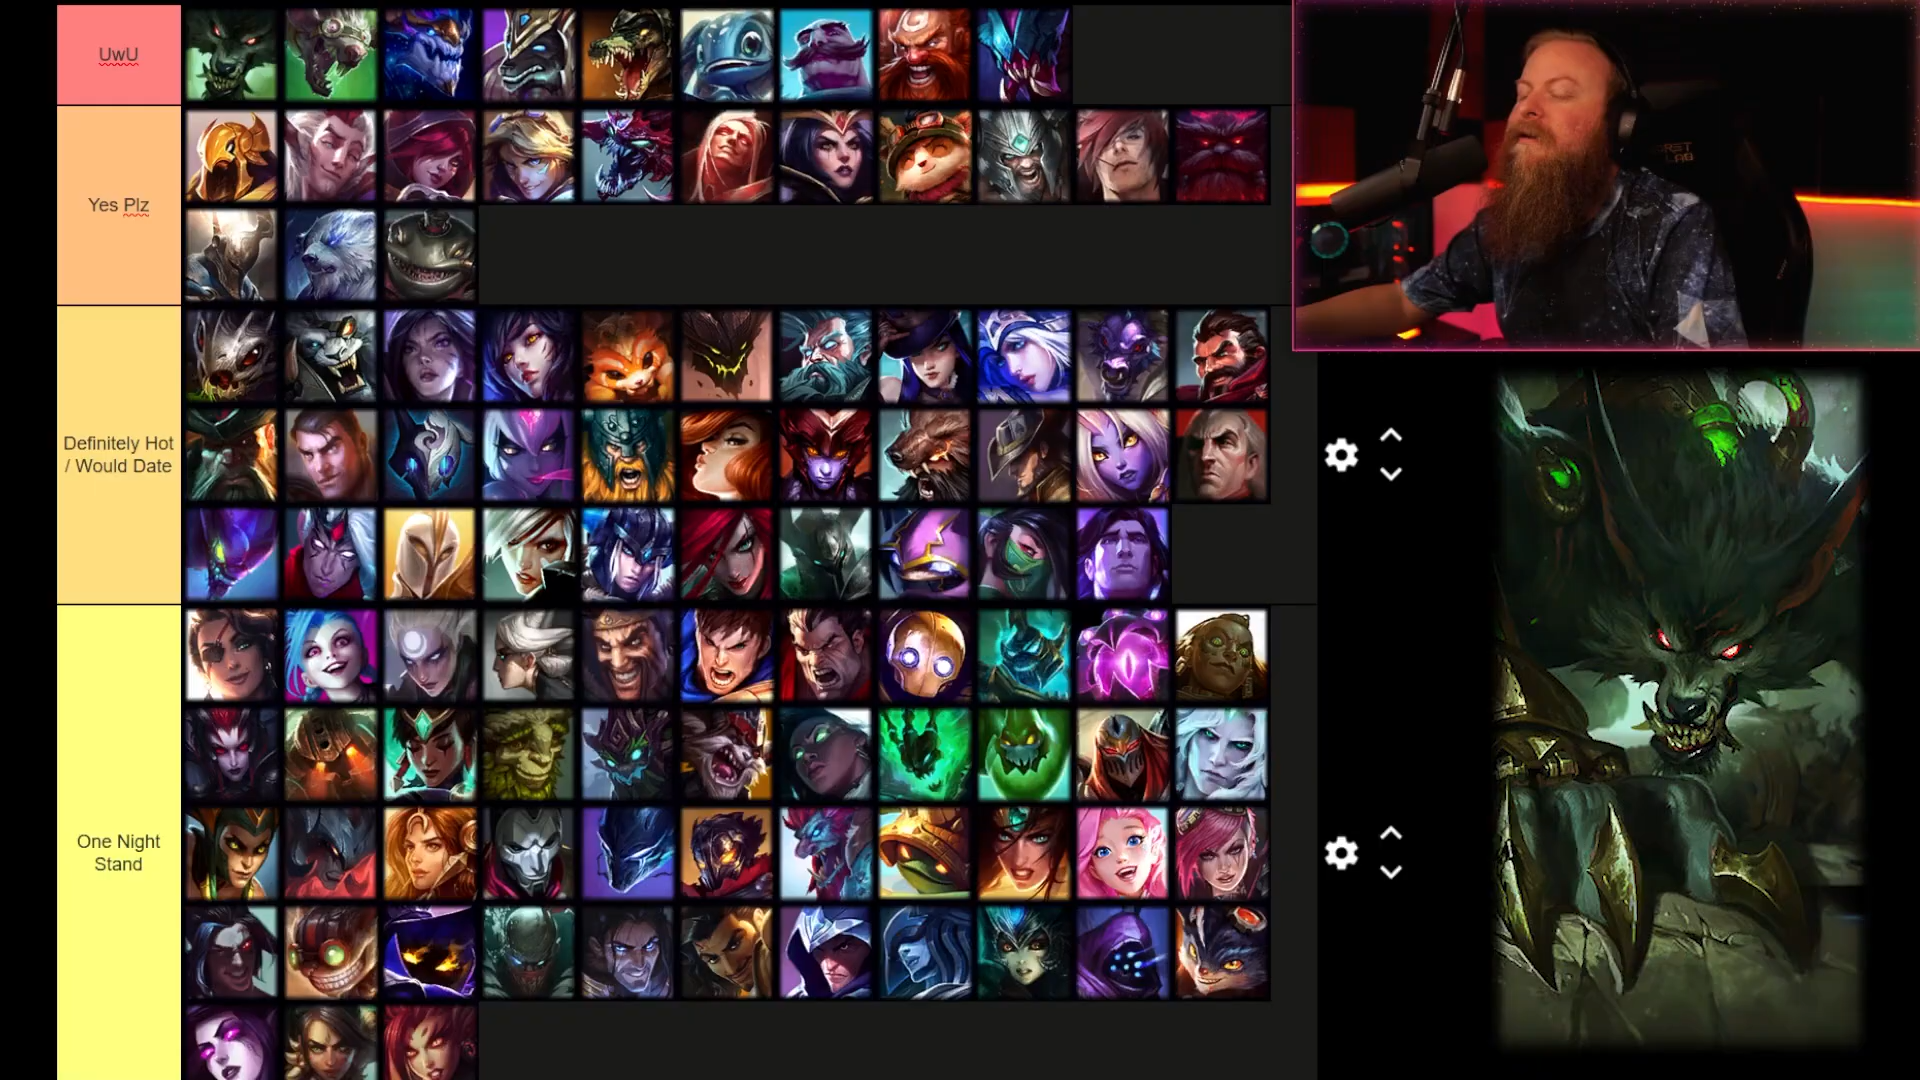 UwU
Yes Plz
Definitely Hot
/ Would Date
One Night
Stand